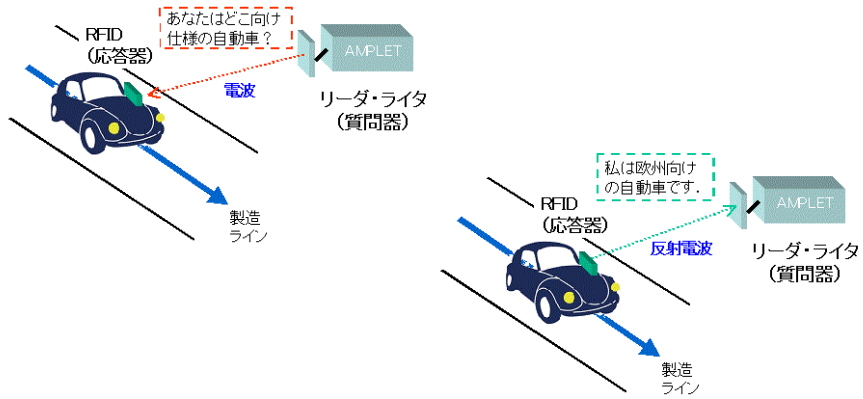 あなたはどこ向け
仕様の自動車？
RFID
（応答器）
AMPLET
電波
リーダ・ライタ
（質問器）
製造
ライン
私は欧州向け
の自動車です．
RFID
（応答器）
AMPLET
反射電波
リーダ・ライタ
（質問器）
製造
ライン